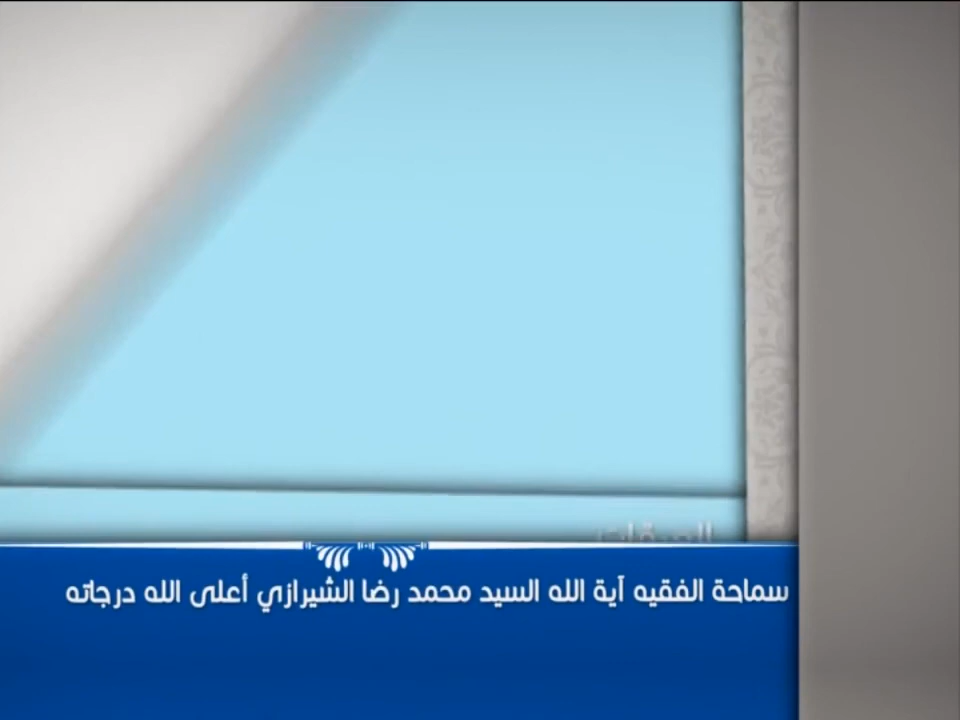 سماحة الفقيه آية الله السيد محمد رضا الشيرازي أعلى الله درجاته